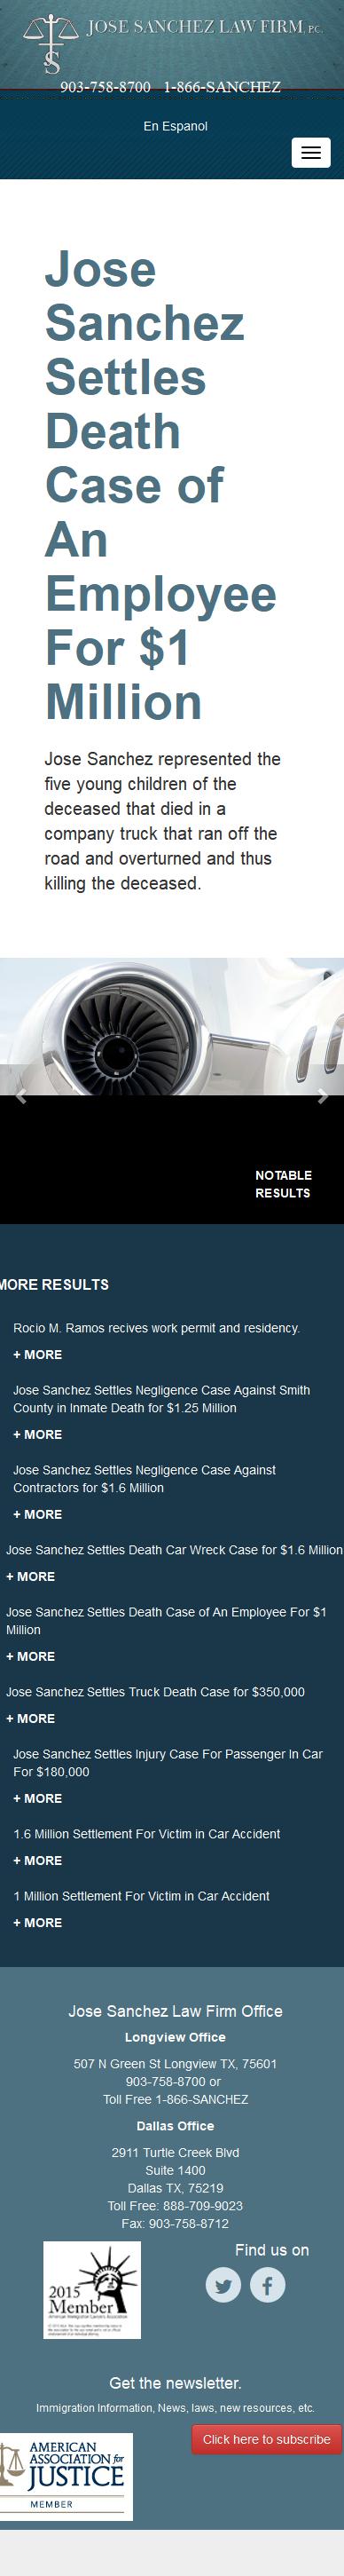 JOSE SANCHEZ LAW FIRM, P.C.
903-758-8700 1-866-SANCHEZ
En Espanol
Jose
Sanchez
Settles
Death
Case of
An
Employee
For $1
Million
Jose Sanchez represented the
five young children of the
deceased that died in a
company truck that ran off the
road and overturned and thus
killing the deceased.
NOTABLE
RESULTS
MORE RESULTS
Rocio M. Ramos recives work permit and residency.
+ MORE
Jose Sanchez Settles Negligence Case Against Smith
County in Inmate Death for $1.25 Million
+ MORE
Jose Sanchez Settles Negligence Case Against
Contractors for $1.6 Million
+ MORE
Jose Sanchez Settles Death Car Wreck Case for $1.6 Million
+ MORE
Jose Sanchez Settles Death Case of An Employee For $1
Million
+ MORE
Jose Sanchez Settles Truck Death Case for $350,000
+ MORE
Jose Sanchez Settles Injury Case For Passenger In Car
For $180,000
+ MORE
1.6 Million Settlement For Victim in Car Accident
+ MORE
1 Million Settlement For Victim in Car Accident
+ MORE
Jose Sanchez Law Firm Office
Longview Office
507 N Green St Longview TX, 75601
903-758-8700 or
Toll Free 1-866-SANCHEZ
Dallas Office
2911 Turtle Creek Blvd
Suite 1400
Dallas TX, 75219
Toll Free: 888-709-9023
Fax: 903-758-8712
2015
Member
American Immigration Lawyers Association
Find us on
Get the newsletter.
Immigration Information, News, laws, new resources, etc.
Click here to subscribe
AMERICAN
ASSOCIATION for
JUSTICE
MEMBER